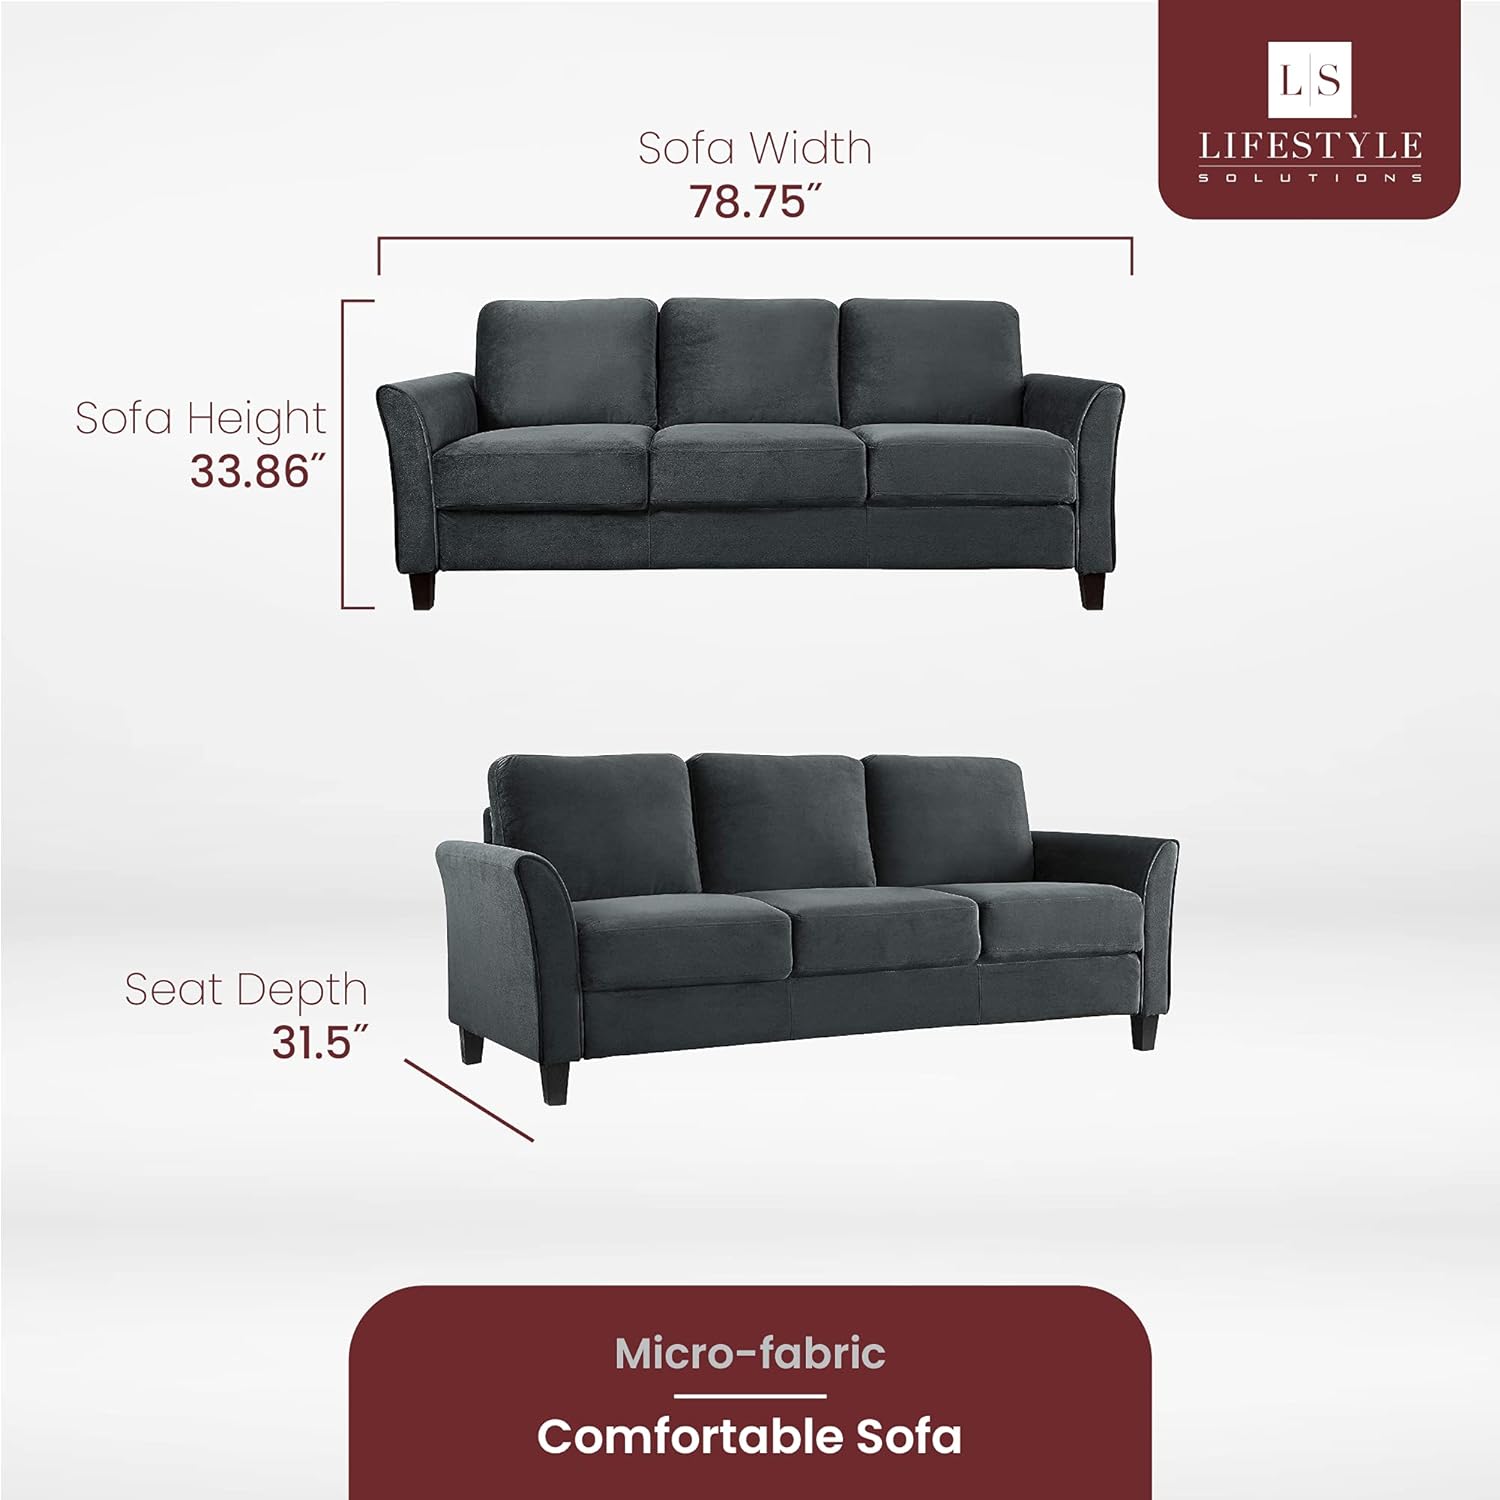 L|S
LIFESTYLE
SOLUTIONS
Sofa Width
78.75″
Sofa Height
33.86″
Seat Depth
31.5″
Micro-fabric
Comfortable Sofa